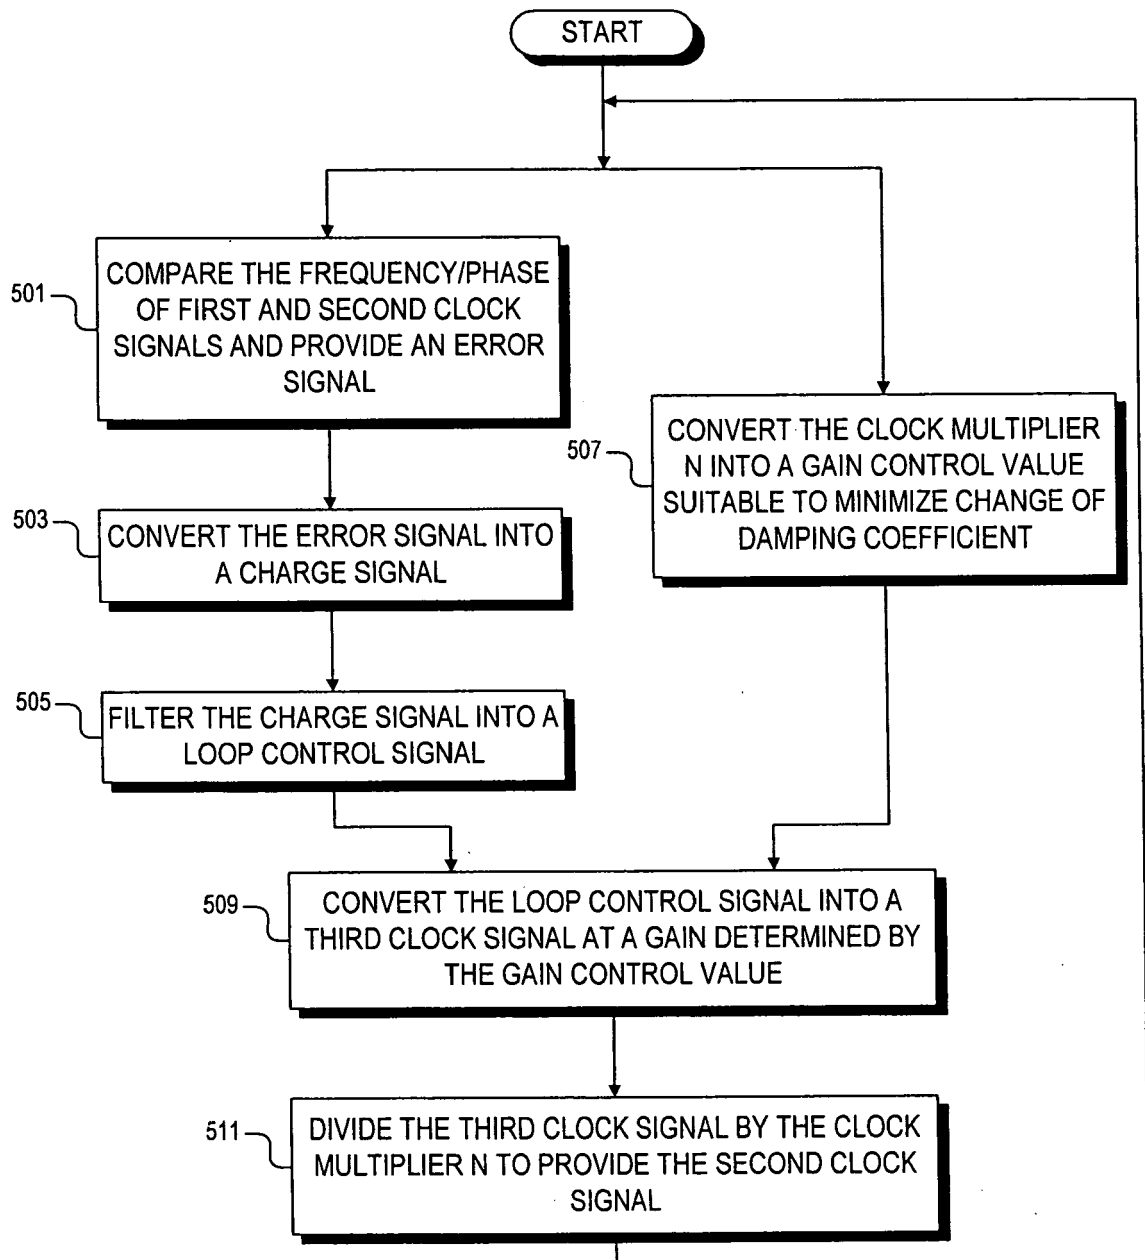 START
501
COMPARE THE FREQUENCY/PHASE
OF FIRST AND SECOND CLOCK
SIGNALS AND PROVIDE AN ERROR
SIGNAL
507
CONVERT THE CLOCK MULTIPLIER
N INTO A GAIN CONTROL VALUE
SUITABLE TO MINIMIZE CHANGE OF
DAMPING COEFFICIENT
503
CONVERT THE ERROR SIGNAL INTO
A CHARGE SIGNAL
505
FILTER THE CHARGE SIGNAL INTO A
LOOP CONTROL SIGNAL
509
CONVERT THE LOOP CONTROL SIGNAL INTO A
THIRD CLOCK SIGNAL AT A GAIN DETERMINED BY
THE GAIN CONTROL VALUE
511
DIVIDE THE THIRD CLOCK SIGNAL BY THE CLOCK
MULTIPLIER N TO PROVIDE THE SECOND CLOCK
SIGNAL